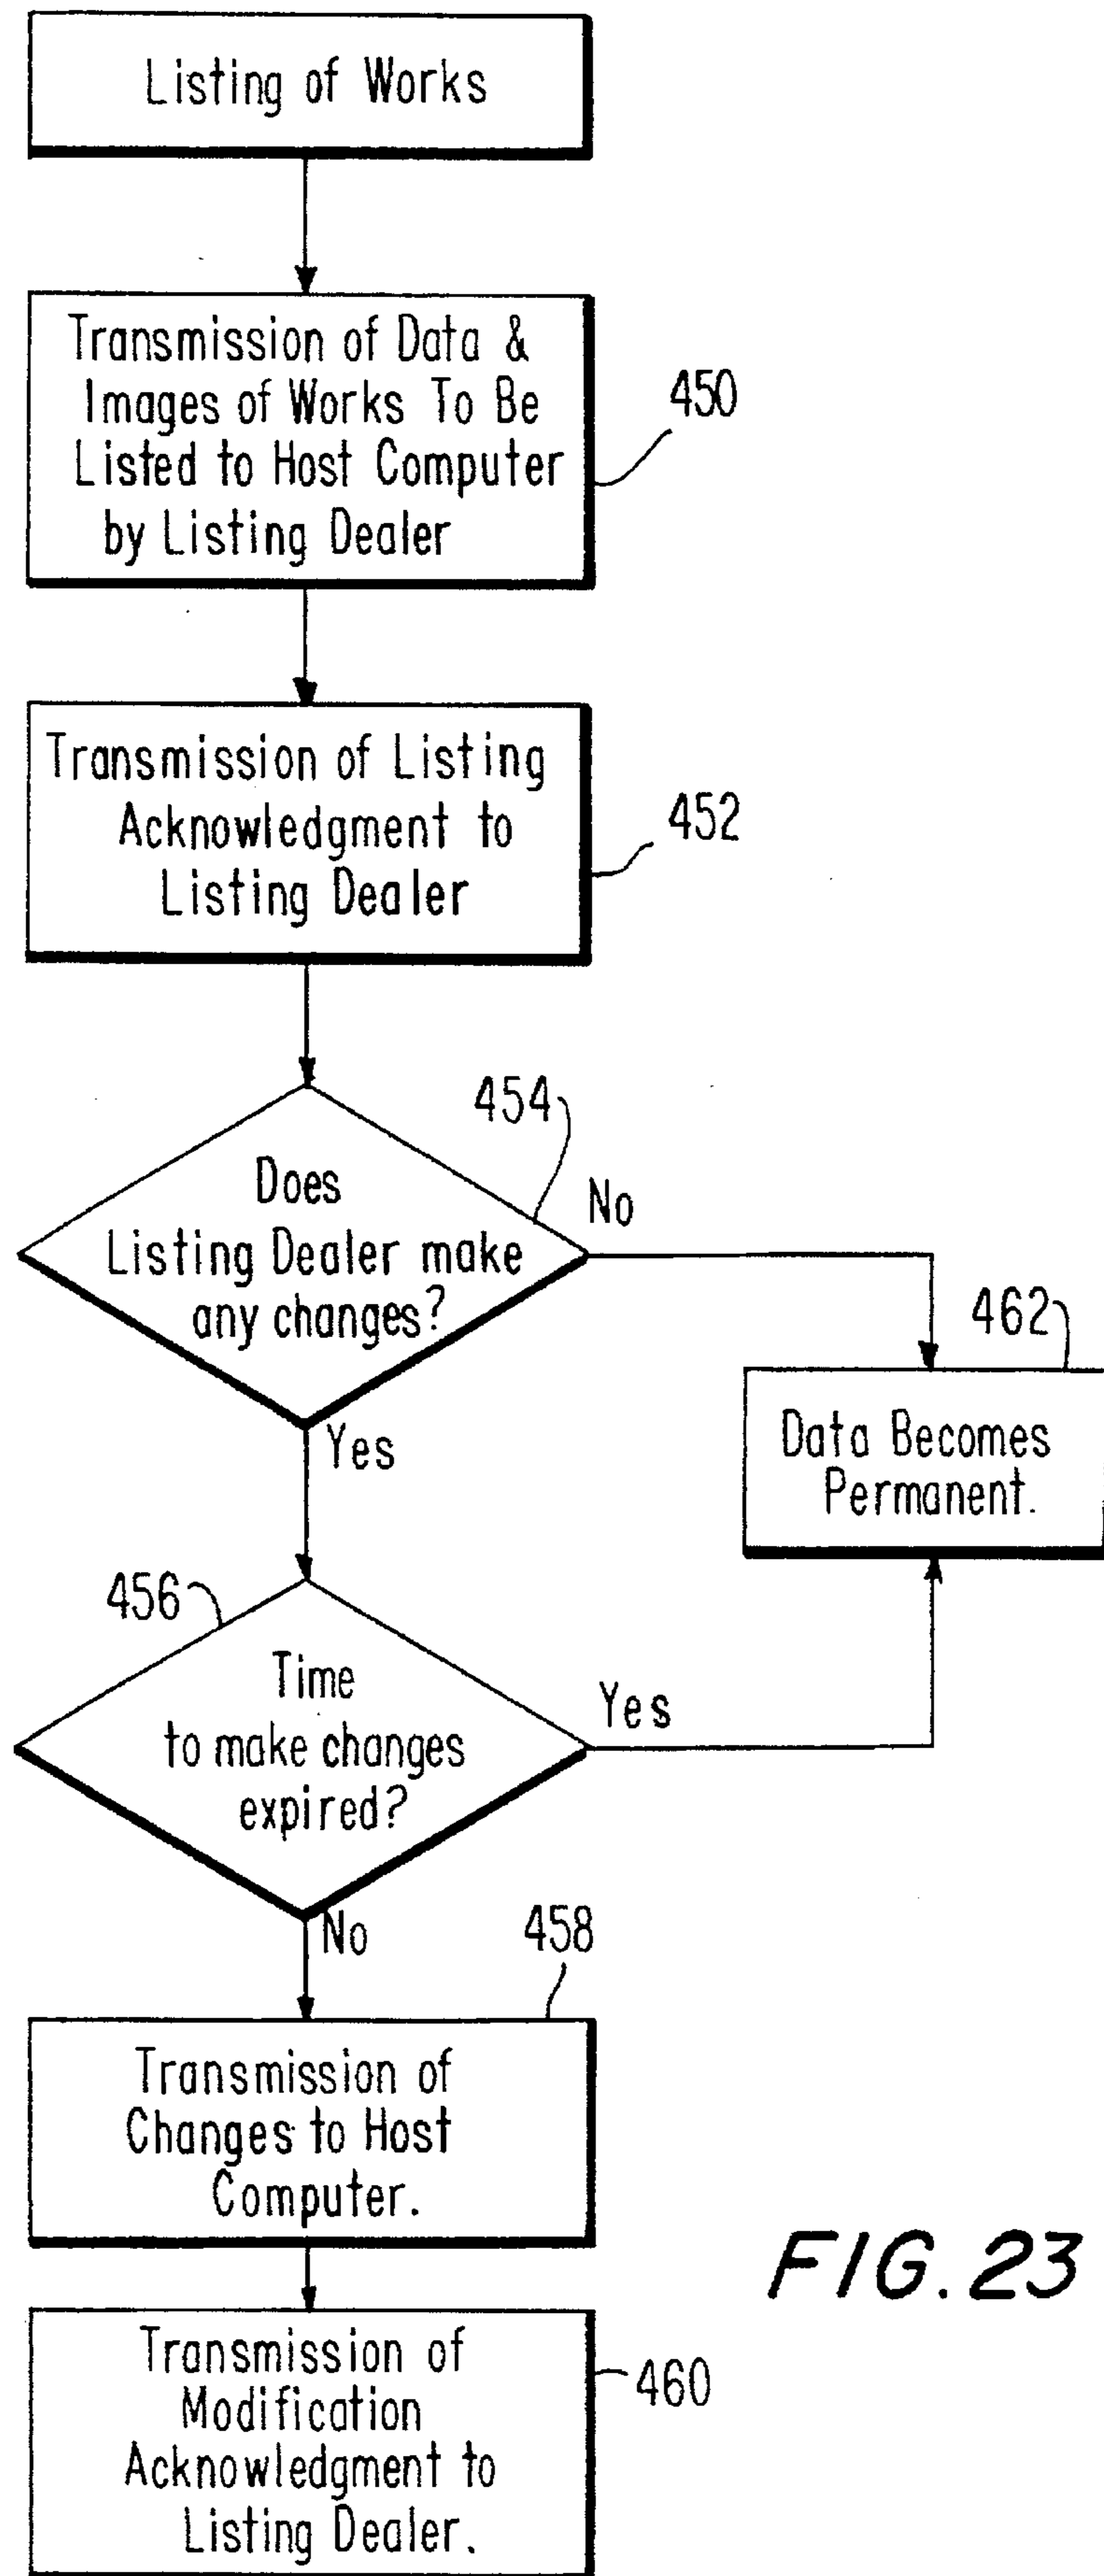 Listing of Works
Transmission of Data &
Images of Works To Be
Listed to Host Computer
by Listing Dealer
450
Transmission of Listing
Acknowledgment to
Listing Dealer
452
454
Does
Listing Dealer make
any changes?
No
Yes
462
Data Becomes
Permanent.
456
Time
to make changes
expired?
Yes
No
458
Transmission of
Changes to Host
Computer.
FIG. 23
Transmission of
Modification
Acknowledgment to
Listing Dealer.
460